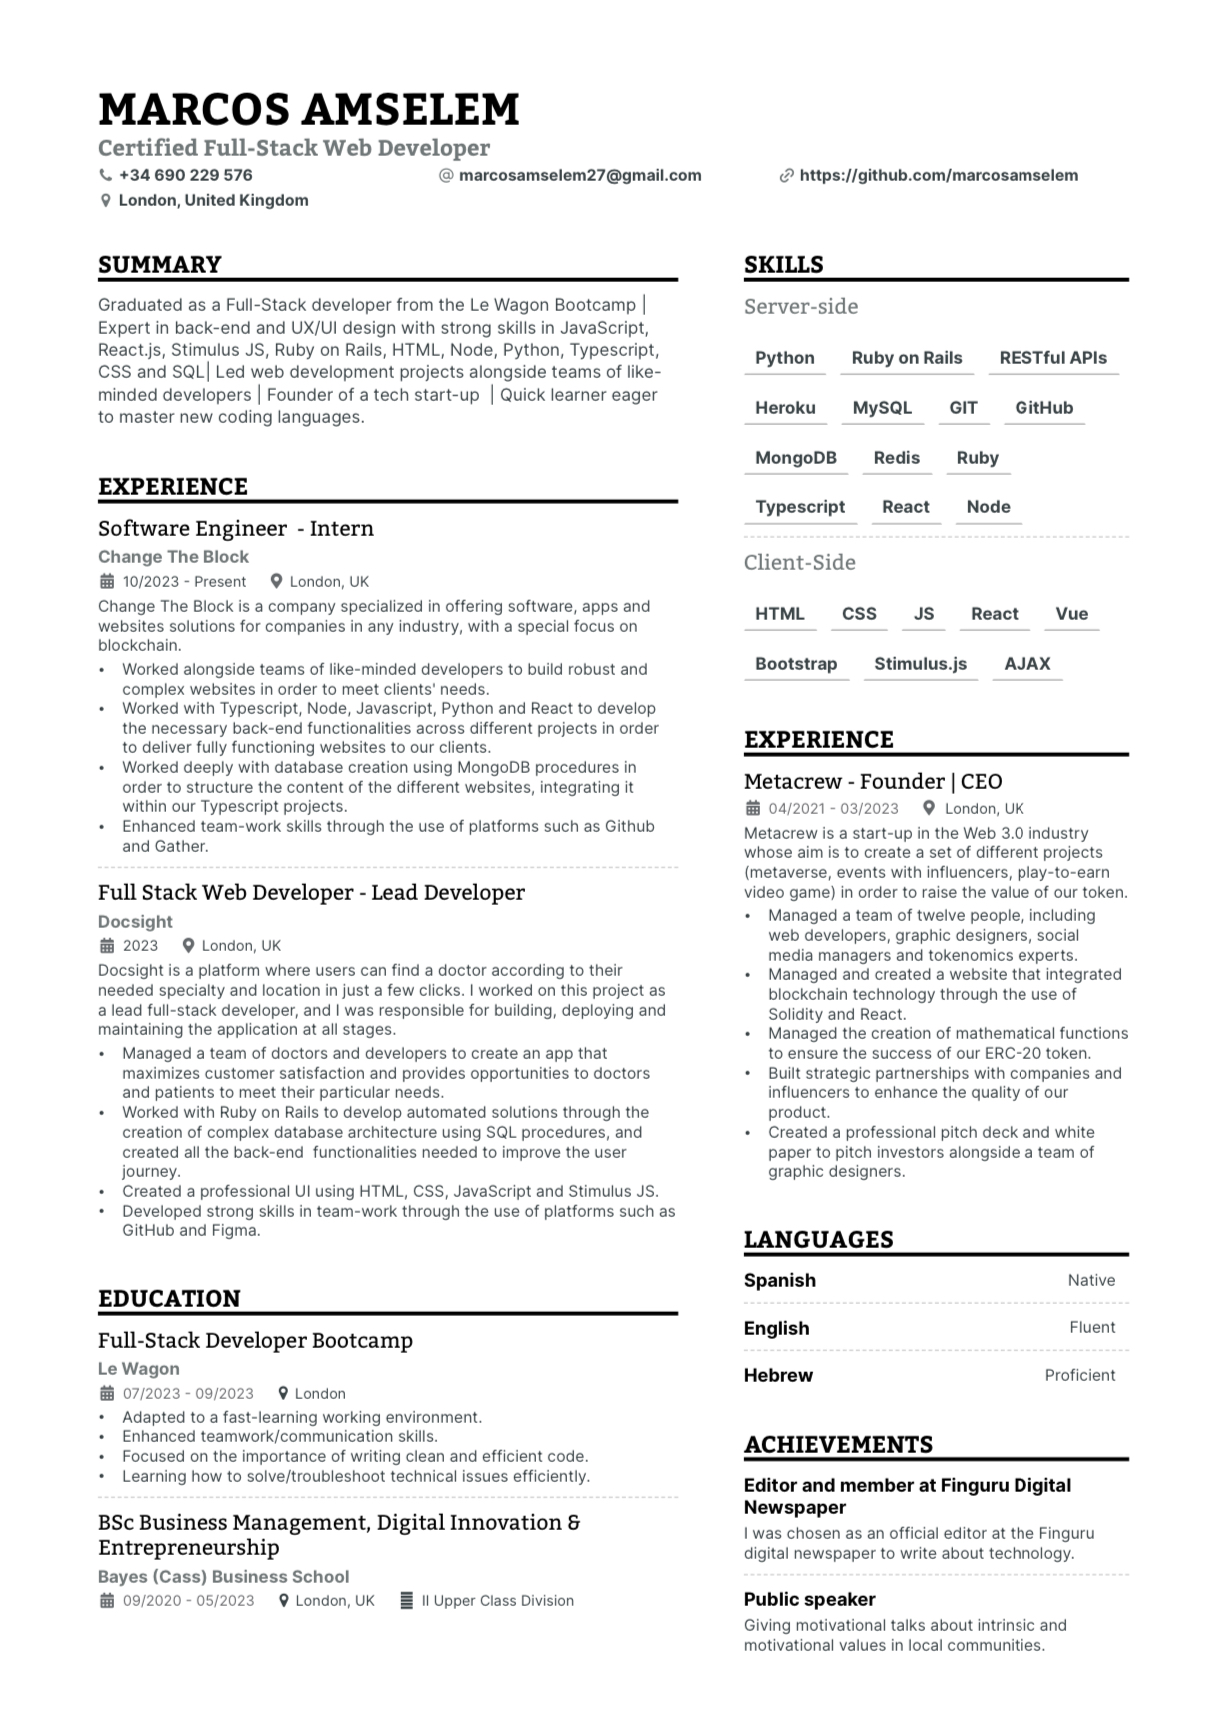 MARCOS AMSELEM
Certified Full-Stack Web Developer
+34 690 229 576 marcosamselem27@gmail.com https://github.com/marcosamselem
London, United Kingdom
SUMMARY
Graduated as a Full-Stack developer from the Le Wagon Bootcamp |
Expert in back-end and UX/UI design with strong skills in JavaScript,
React.js, Stimulus JS, Ruby on Rails, HTML, Node, Python, Typescript,
CSS and SQL| Led web development projects alongside teams of like-
minded developers | Founder of a tech start-up | Quick learner eager
to master new coding languages.
EXPERIENCE
Software Engineer - Intern
Change The Block
10/2023 - Present London, UK
Change The Block is a company specialized in offering software, apps and
websites solutions for companies in any industry, with a special focus on
blockchain.
• Worked alongside teams of like-minded developers to build robust and
complex websites in order to meet clients' needs.
• Worked with Typescript, Node, Javascript, Python and React to develop
the necessary back-end functionalities across different projects in order
to deliver fully functioning websites to our clients.
• Worked deeply with database creation using MongoDB procedures in
order to structure the content of the different websites, integrating it
within our Typescript projects.
• Enhanced team-work skills through the use of platforms such as Github
and Gather.
Full Stack Web Developer - Lead Developer
Docsight
2023 London, UK
Docsight is a platform where users can find a doctor according to their
needed specialty and location in just a few clicks. I worked on this project as
a lead full-stack developer, and I was responsible for building, deploying and
maintaining the application at all stages.
• Managed a team of doctors and developers to create an app that
maximizes customer satisfaction and provides opportunities to doctors
and patients to meet their particular needs.
• Worked with Ruby on Rails to develop automated solutions through the
creation of complex database architecture using SQL procedures, and
created all the back-end functionalities needed to improve the user
journey.
• Created a professional UI using HTML, CSS, JavaScript and Stimulus JS.
• Developed strong skills in team-work through the use of platforms such as
GitHub and Figma.
EDUCATION
Full-Stack Developer Bootcamp
Le Wagon
07/2023 - 09/2023 London
• Adapted to a fast-learning working environment.
• Enhanced teamwork/communication skills.
• Focused on the importance of writing clean and efficient code.
• Learning how to solve/troubleshoot technical issues efficiently.
BSc Business Management, Digital Innovation &
Entrepreneurship
Bayes (Cass) Business School
09/2020 - 05/2023 London, UK II Upper Class Division
SKILLS
Server-side
Python Ruby on Rails RESTful APIs
Heroku MySQL GIT GitHub
MongoDB Redis Ruby
Typescript React Node
Client-Side
HTML CSS JS React Vue
Bootstrap Stimulus.js AJAX
EXPERIENCE
Metacrew - Founder | CEO
04/2021 - 03/2023 London, UK
Metacrew is a start-up in the Web 3.0 industry
whose aim is to create a set of different projects
(metaverse, events with influencers, play-to-earn
video game) in order to raise the value of our token.
• Managed a team of twelve people, including
web developers, graphic designers, social
media managers and tokenomics experts.
• Managed and created a website that integrated
blockchain technology through the use of
Solidity and React.
• Managed the creation of mathematical functions
to ensure the success of our ERC-20 token.
• Built strategic partnerships with companies and
influencers to enhance the quality of our
product.
• Created a professional pitch deck and white
paper to pitch investors alongside a team of
graphic designers.
LANGUAGES
Spanish Native
English Fluent
Hebrew Proficient
ACHIEVEMENTS
Editor and member at Finguru Digital
Newspaper
I was chosen as an official editor at the Finguru
digital newspaper to write about technology.
Public speaker
Giving motivational talks about intrinsic and
motivational values in local communities.